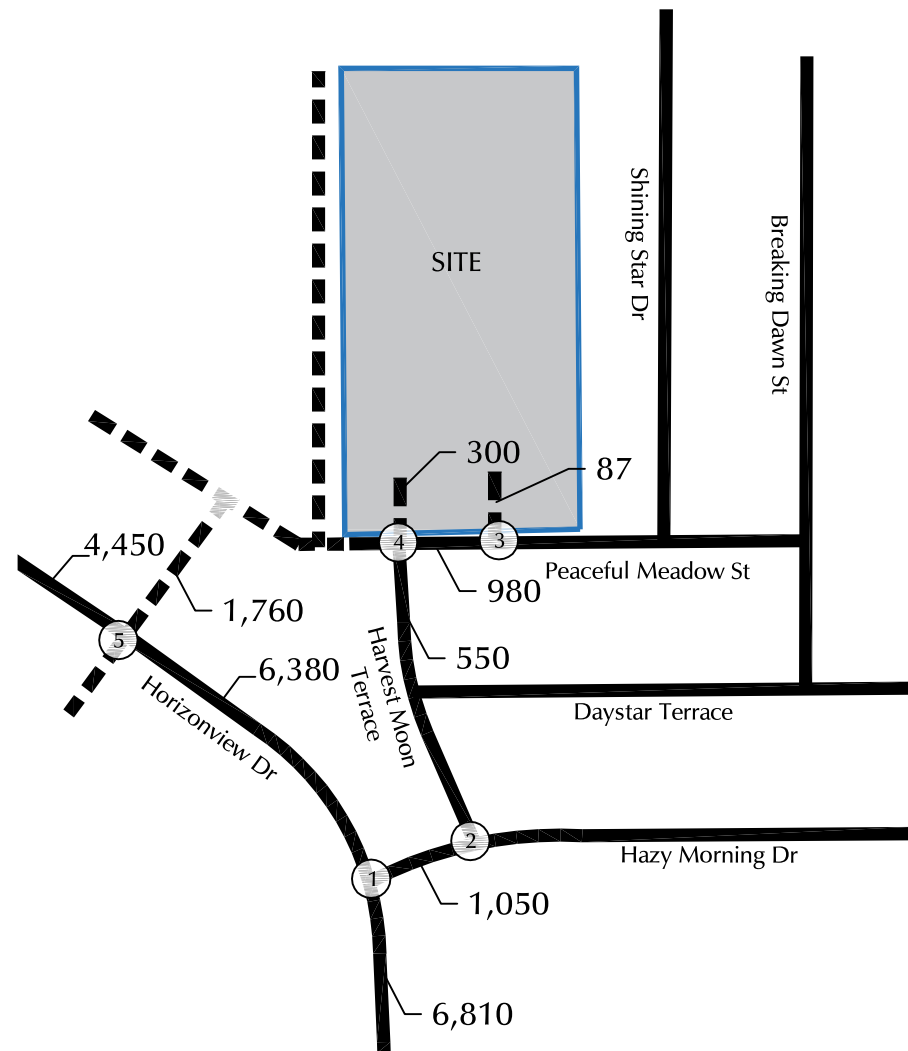 Shining Star Dr
Breaking Dawn St
SITE
300
87
4
3
4,450
Peaceful Meadow St
980
1,760
5
6,380
550
Harvest Moon
Terrace
Horizonview Dr
Daystar Terrace
2
Hazy Morning Dr
1
1,050
6,810